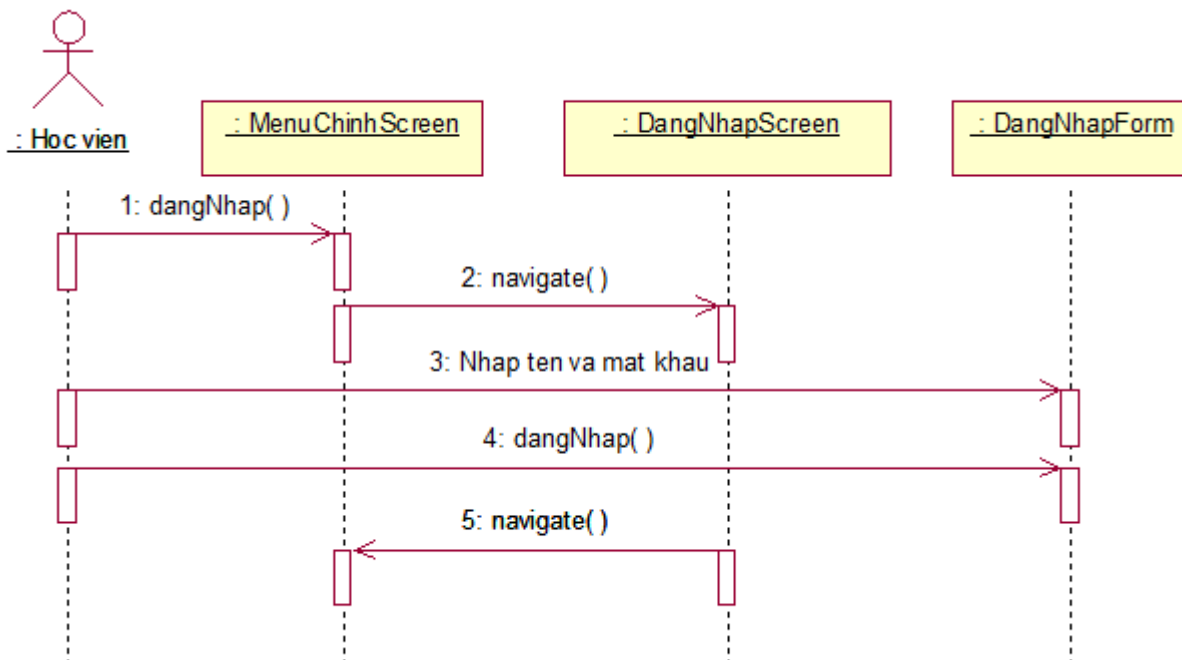 : Hoc vien
: MenuChinhScreen
: DangNhapScreen
: DangNhapForm
1: dangNhap( )
2: navigate( )
3: Nhap ten va mat khau
4: dangNhap( )
5: navigate( )